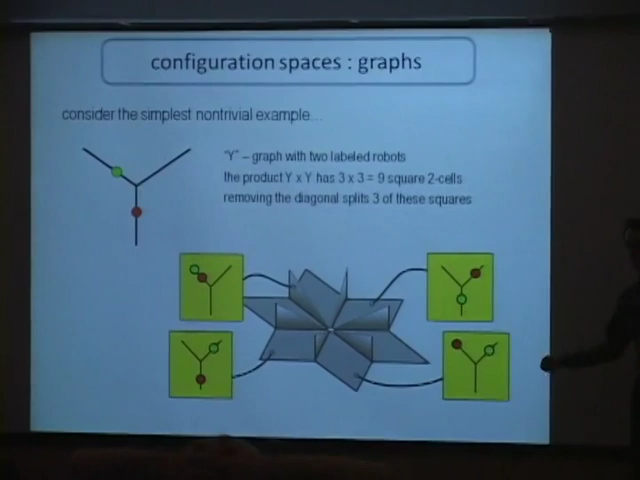 configuration spaces : graphs
consider the simplest nontrivial example...
"Y" – graph with two labeled robots
the product Y x Y has 3 x 3 = 9 square 2-cells
removing the diagonal splits 3 of these squares